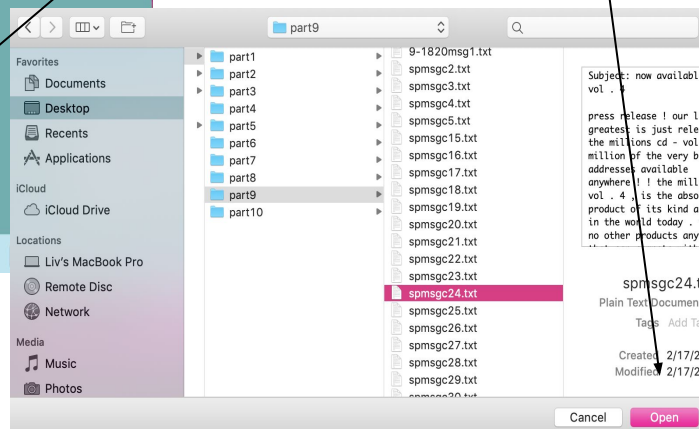 part9
Favorites
Documents
Desktop
Recents
Applications
iCloud
iCloud Drive
Locations
Liv's MacBook Pro
Remote Disc
Network
Media
Music
Photos
part1
part2
part3
part4
part5
part6
part7
part8
part9
part10
9-1820msg1.txt
spmsgc2.txt
spmsgc3.txt
spmsgc4.txt
spmsgc5.txt
spmsgc15.txt
spmsgc16.txt
spmsgc17.txt
spmsgc18.txt
spmsgc19.txt
spmsgc20.txt
spmsgc21.txt
spmsgc22.txt
spmsgc23.txt
spmsgc24.txt
spmsgc25.txt
spmsgc26.txt
spmsgc27.txt
spmsgc28.txt
spmsgc29.txt
spmsgc30.txt
Subject: now availabl
vol . 4
press release ! our l
greatest is just rele
the millions cd - vol
million of the very b
addresses available
anywhere ! ! the mill
vol . 4 , is the abso
product of its kind a
in the world today .
no other products any
spmsgc24.t
Plain Text Documen
Tags Add Ta
Created 2/17/2
Modified 2/17/2
Cancel
Open